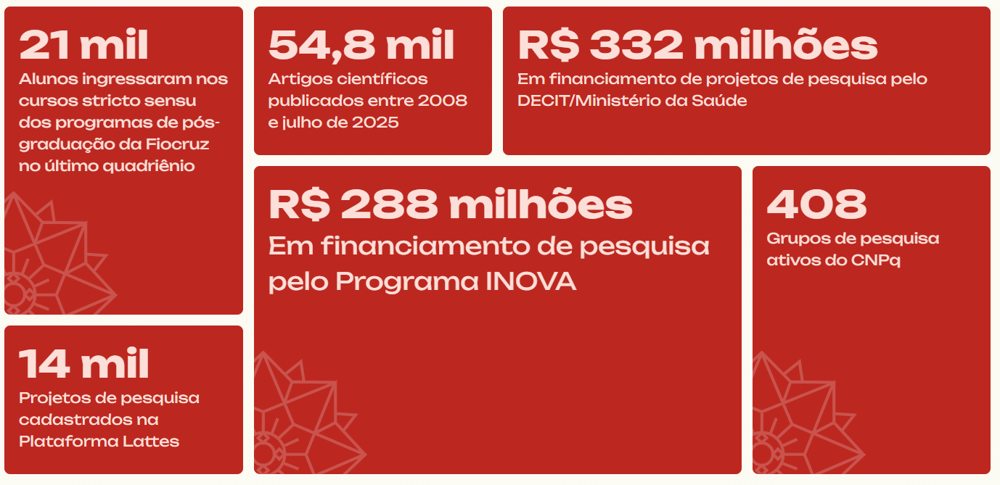 21 mil
Alunos ingressaram nos
cursos stricto sensu
dos programas de pós-
graduação da Fiocruz
no último quadriênio
54,8 mil
Artigos científicos
publicados entre 2008
e julho de 2025
R$ 332 milhões
Em financiamento de projetos de pesquisa pelo
DECIT/Ministério da Saúde
R$ 288 milhões
Em financiamento de pesquisa
pelo Programa INOVA
408
Grupos de pesquisa
ativos do CNPq
14 mil
Projetos de pesquisa
cadastrados na
Plataforma Lattes